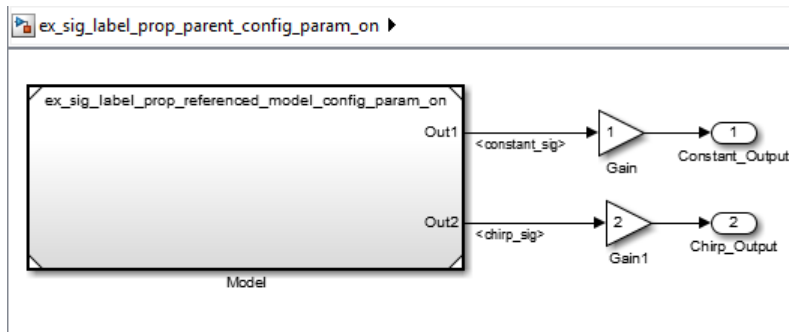 ex_sig_label_prop_parent_config_param_on
ex_sig_label_prop_referenced_model_config_param_on
Out1
<constant_sig>
1
Gain
1
Constant_Output
Out2
<chirp_sig>
2
Gain1
2
Chirp_Output
Model